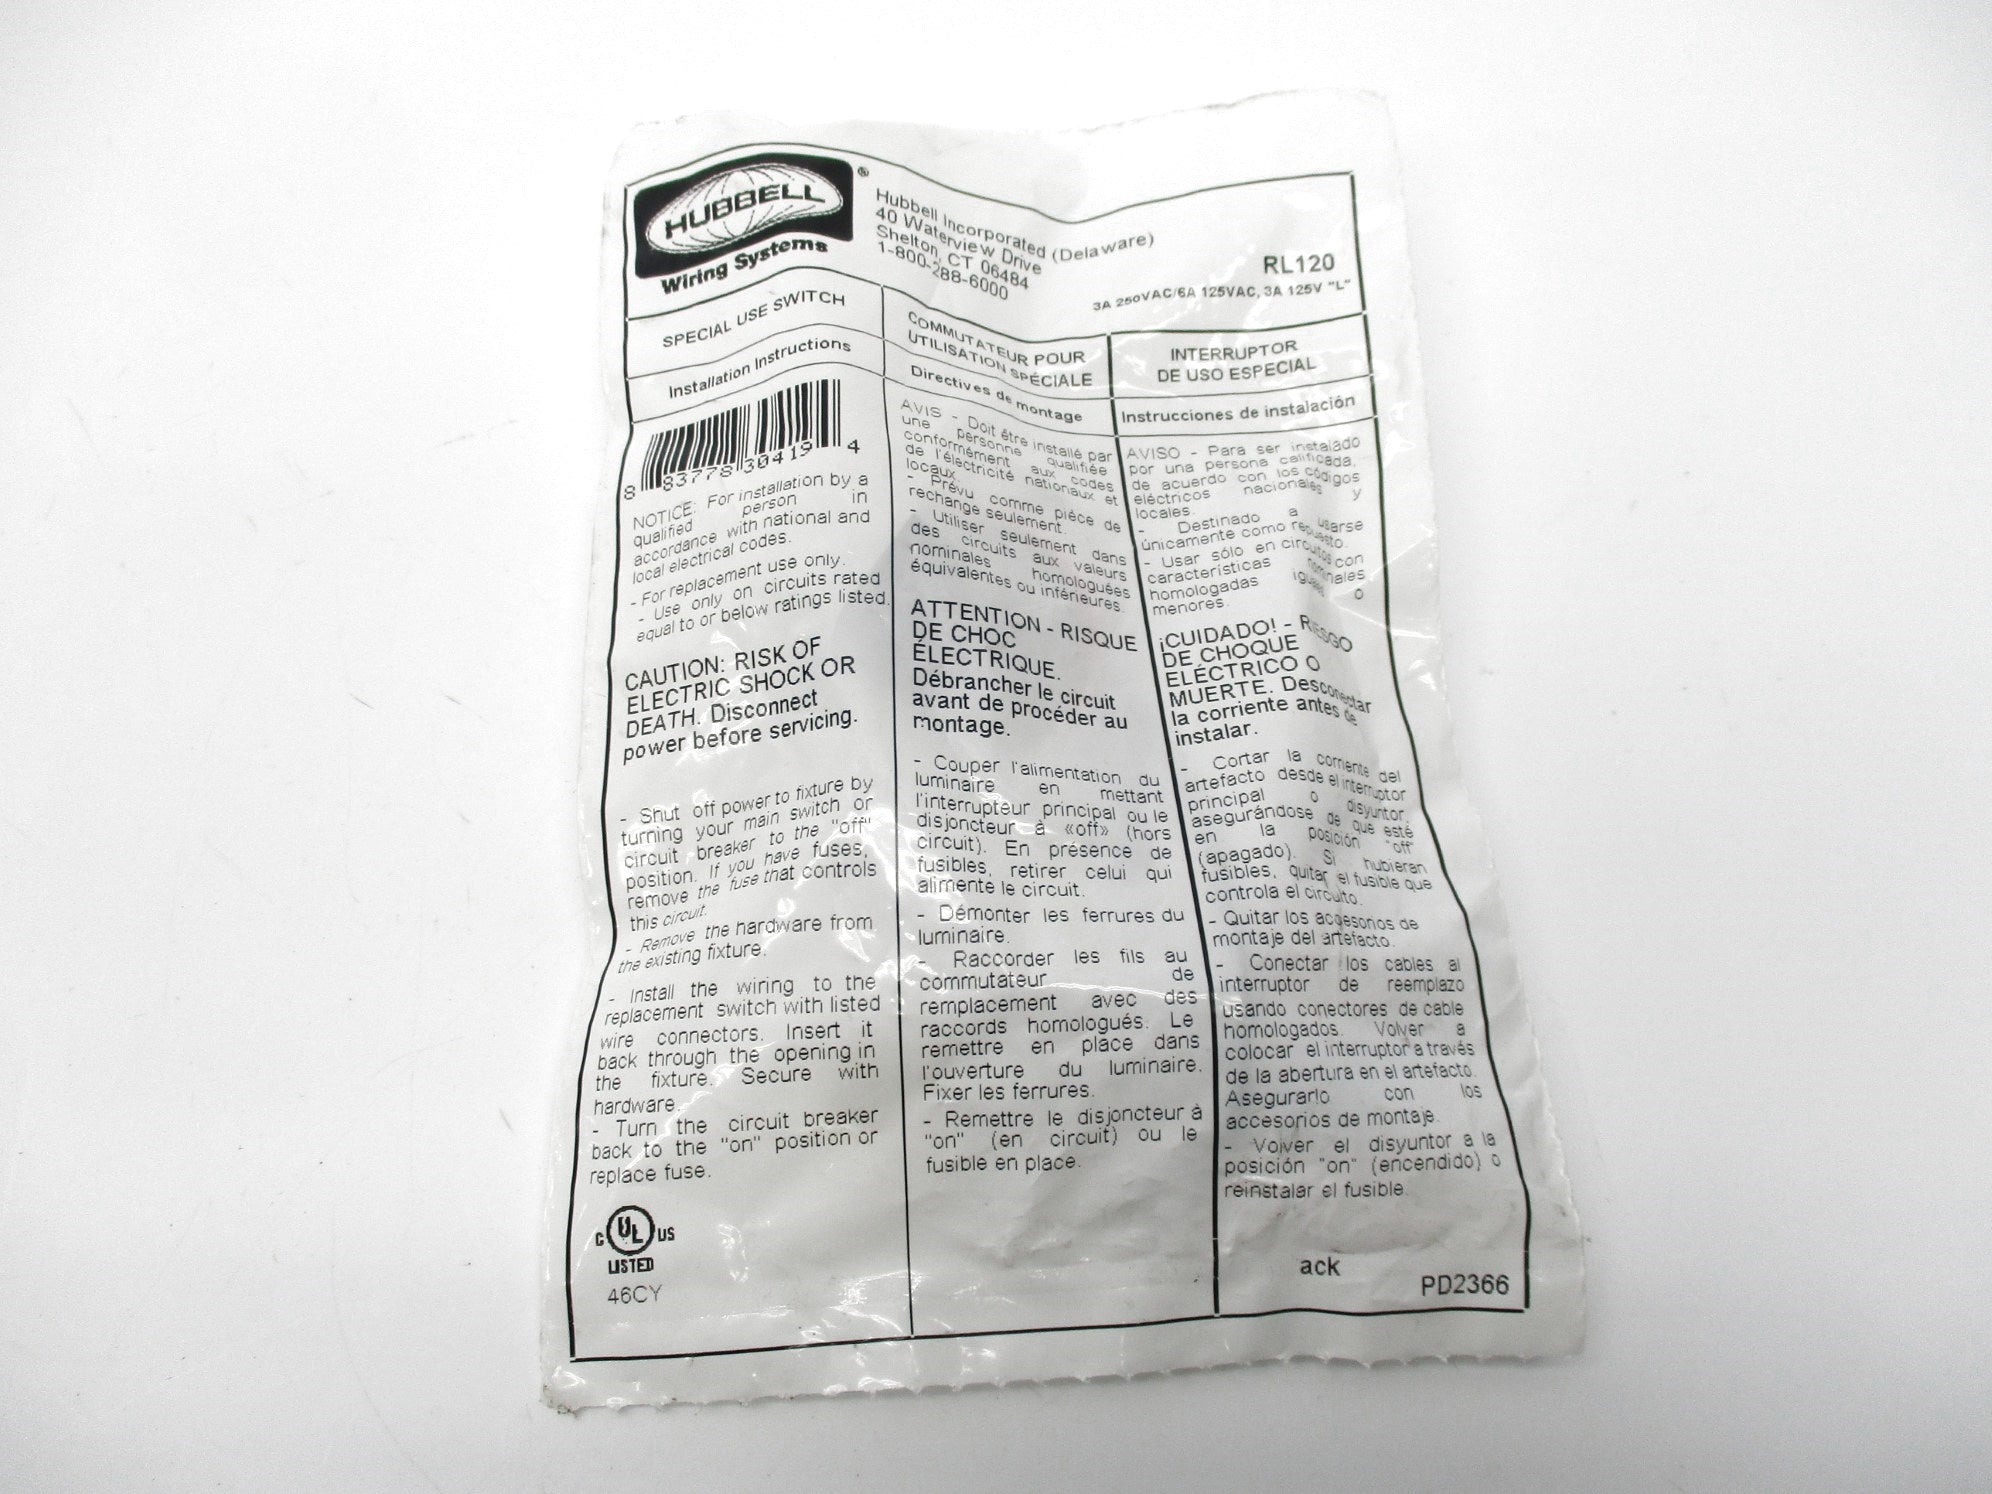 HUBBELL
®
Wiring Systems
Hubbell Incorporated (Delaware)
40 Waterview Drive
Shelton, CT 06484
1-800-288-6000
RL120
3A 250VAC/6A 125VAC, 3A 125V "L"
SPECIAL USE SWITCH
Installation Instructions
8 83778 30419 4
NOTICE: For installation by a
qualified person in
accordance with national and
local electrical codes.
- For replacement use only.
- Use only on circuits rated
equal to or below ratings listed.
CAUTION: RISK OF
ELECTRIC SHOCK OR
DEATH. Disconnect
power before servicing.
- Shut off power to fixture by
turning your main switch or
circuit breaker to the "off"
position. If you have fuses,
remove the fuse that controls
this circuit.
- Remove the hardware from
the existing fixture.
- Install the wiring to the
replacement switch with listed
wire connectors. Insert it
back through the opening in
the fixture. Secure with
hardware.
- Turn the circuit breaker
back to the "on" position or
replace fuse.
C UL US
LISTED
46CY
COMMUTATEUR POUR
UTILISATION SPÉCIALE
Directives de montage
AVIS - Doit être installé par
une personne qualifiée
conformément aux codes
de l'électricité nationaux et
locaux.
- Prévu comme pièce de
rechange seulement.
- Utiliser seulement dans
des circuits aux valeurs
nominales homologuées
équivalentes ou inférieures.
ATTENTION - RISQUE
DE CHOC
ÉLECTRIQUE.
Débrancher le circuit
avant de procéder au
montage.
- Couper l'alimentation du
luminaire en mettant
l'interrupteur principal ou le
disjoncteur à «off» (hors
circuit). En présence de
fusibles, retirer celui qui
alimente le circuit.
- Démonter les ferrures du
luminaire.
- Raccorder les fils au
commutateur de
remplacement avec des
raccords homologués. Le
remettre en place dans
l'ouverture du luminaire.
Fixer les ferrures.
- Remettre le disjoncteur à
"on" (en circuit) ou le
fusible en place.
INTERRUPTOR
DE USO ESPECIAL
Instrucciones de instalación
AVISO - Para ser instalado
por una persona calificada,
de acuerdo con los códigos
eléctricos nacionales y
locales.
- Destinado a usarse
únicamente como repuesto.
- Usar sólo en circuitos con
características nominales
homologadas iguales o
menores.
¡CUIDADO! - RIESGO
DE CHOQUE
ELÉCTRICO O
MUERTE. Desconectar
la corriente antes de
instalar.
- Cortar la corriente del
artefacto desde el interruptor
principal o disyuntor,
asegurándose de que esté
en la posición "off"
(apagado). Si hubieran
fusibles, quitar el fusible que
controla el circuito.
- Quitar los accesorios de
montaje del artefacto.
- Conectar los cables al
interruptor de reemplazo
usando conectores de cable
homologados. Volver a
colocar el interruptor a través
de la abertura en el artefacto.
Asegurarlo con los
accesorios de montaje.
- Volver el disyuntor a la
posición "on" (encendido) o
reinstalar el fusible.
ack
PD2366